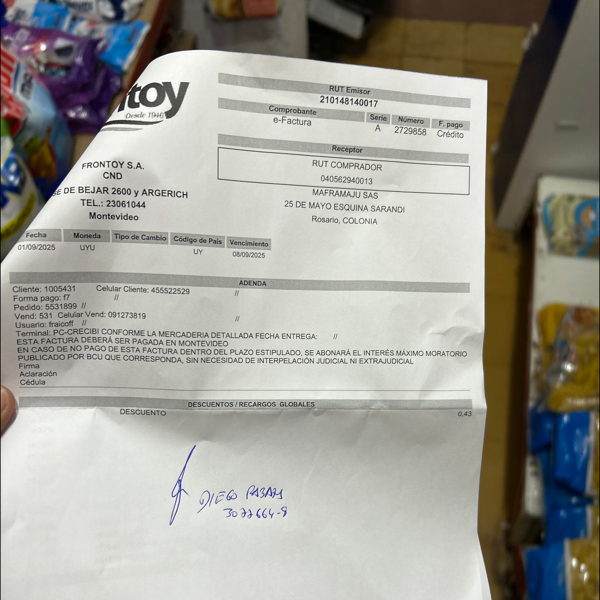 ntoy
Desde 1944
FRONTOY S.A.
CND
DE BEJAR 2600 y ARGERICH
TEL.: 23061044
Montevideo
RUT Emisor
210148140017
Comprobante Serie Número F. pago
e-Factura A 2729858 Crédito
Receptor
RUT COMPRADOR
040562940013
MAFRAMAJU SAS
25 DE MAYO ESQUINA SARANDI
Rosario, COLONIA
Fecha Moneda Tipo de Cambio Código de País Vencimiento
01/09/2025 UYU UY 08/09/2025
ADENDA
Cliente: 1005431 Celular Cliente: 455522529 //
Forma pago: f7 //
Pedido: 5531899 //
Vend: 531 Celular Vend: 091273819 //
Usuario: fraicoff //
Terminal: PC-CRECIBI CONFORME LA MERCADERIA DETALLADA FECHA ENTREGA: //
ESTA FACTURA DEBERÁ SER PAGADA EN MONTEVIDEO
EN CASO DE NO PAGO DE ESTA FACTURA DENTRO DEL PLAZO ESTIPULADO, SE ABONARÁ EL INTERÉS MÁXIMO MORATORIO
PUBLICADO POR BCU QUE CORRESPONDA, SIN NECESIDAD DE INTERPELACIÓN JUDICIAL NI EXTRAJUDICIAL
Firma
Aclaración
Cédula
DESCUENTOS / RECARGOS GLOBALES
DESCUENTO 0,43
DIEGO